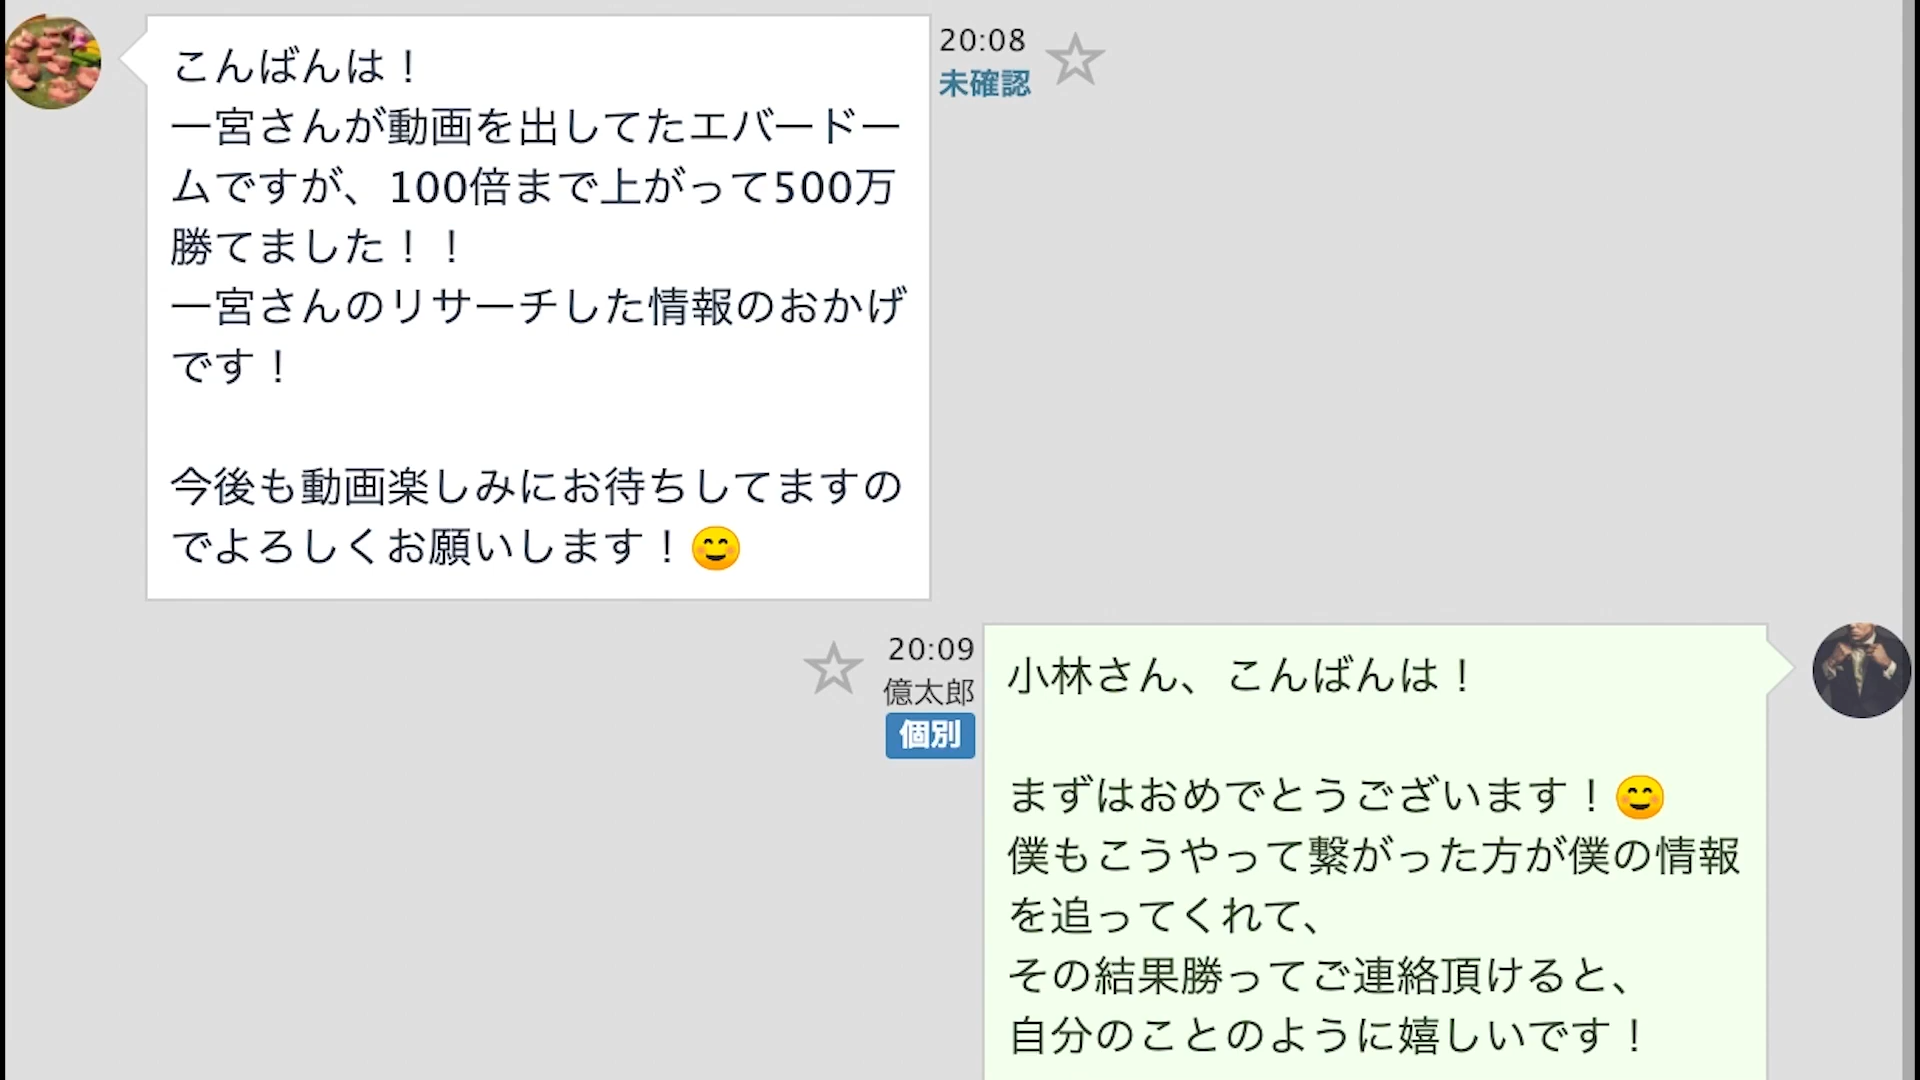 こんばんは！
一宮さんが動画を出してたエバードー
ムですが、100倍まで上がって500万
勝てました！！
一宮さんのリサーチした情報のおかげ
です！
今後も動画楽しみにお待ちしてますの
でよろしくお願いします！😊
20:08
未確認
20:09
億太郎
個別
小林さん、こんばんは！
まずはおめでとうございます！😊
僕もこうやって繋がった方が僕の情報
を追ってくれて、
その結果勝ってご連絡頂けると、
自分のことのように嬉しいです！